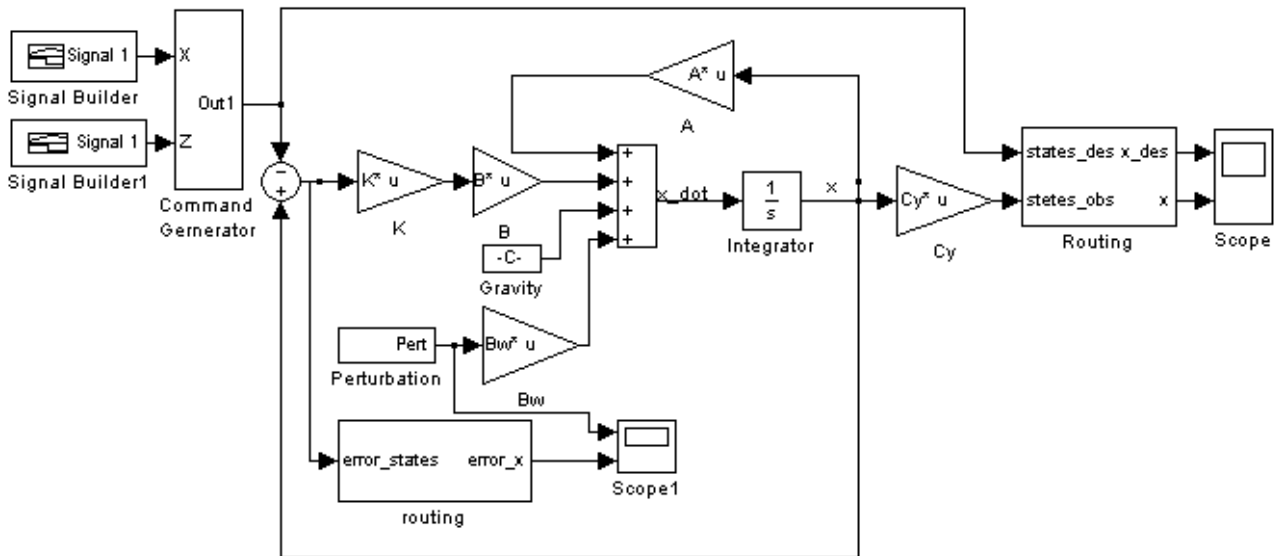 Signal 1
Signal Builder
Signal 1
Signal Builder1
X
Z
Out1
Command
Gernerator
−
+
K* u
K
B* u
B
-C-
Gravity
A* u
A
+
+
+
+
x_dot
1
s
Integrator
x
Cy* u
Cy
states_des x_des
stetes_obs x
Routing
Scope
Pert
Perturbation
Bw* u
Bw
error_states error_x
routing
Scope1